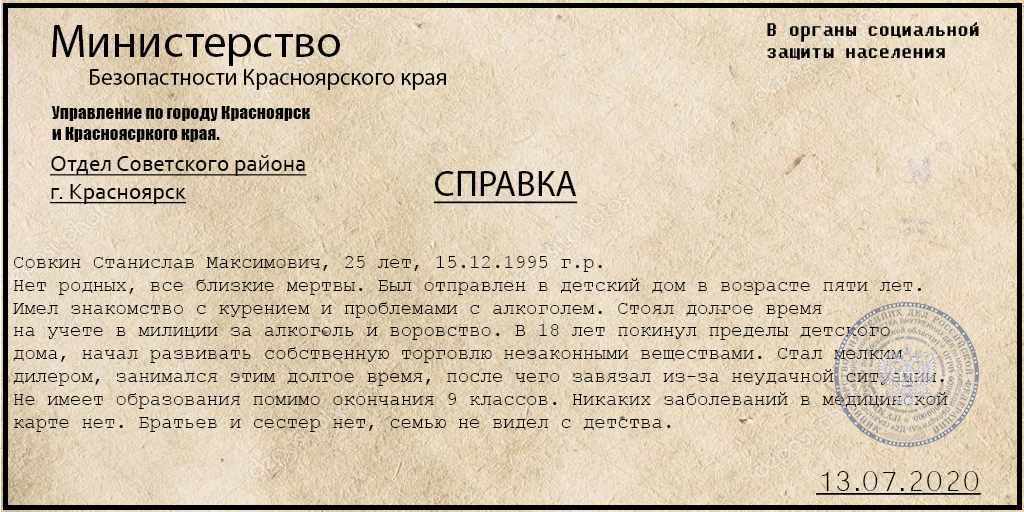 Министерство
Безопастности Красноярского края
В органы социальной
защиты населения
Управление по городу Красноярск
и Красноясркого края.
Отдел Советского района
г. Красноярск
СПРАВКА
Совкин Станислав Максимович, 25 лет, 15.12.1995 г.р.
Нет родных, все близкие мертвы. Был отправлен в детский дом в возрасте пяти лет.
Имел знакомство с курением и проблемами с алкоголем. Стоял долгое время
на учете в милиции за алкоголь и воровство. В 18 лет покинул пределы детского
дома, начал развивать собственную торговлю незаконными веществами. Стал мелким
дилером, занимался этим долгое время, после чего завязал из-за неудачной ситуации.
Не имеет образования помимо окончания 9 классов. Никаких заболеваний в медицинской
карте нет. Братьев и сестер нет, семью не видел с детства.
13.07.2020